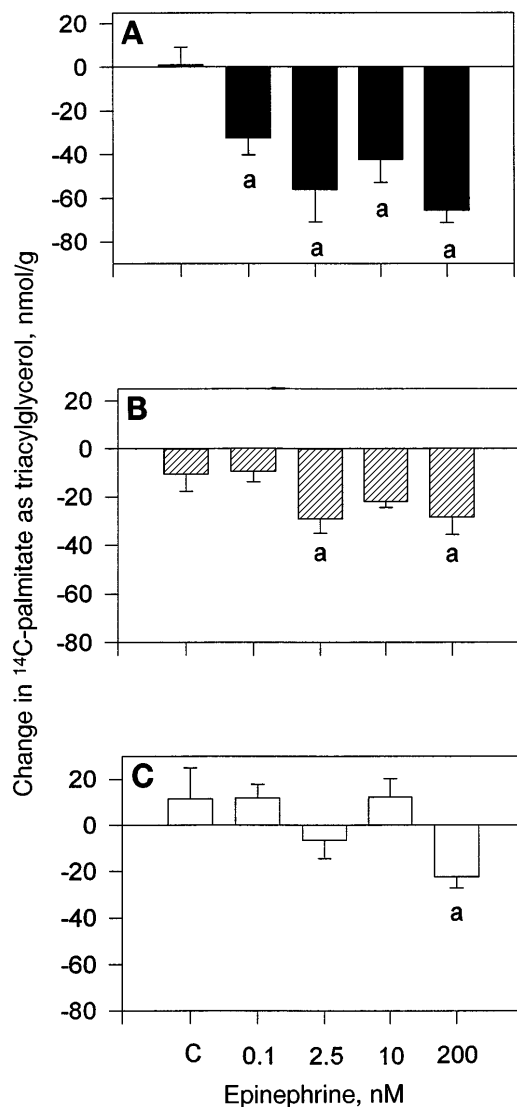 Change in ¹⁴C-palmitate as triacylglycerol, nmol/g
A
20
0
-20
-40
-60
-80
a
a
a
a
B
20
0
-20
-40
-60
-80
a
a
C
20
0
-20
-40
-60
-80
a
C 0.1 2.5 10 200
Epinephrine, nM